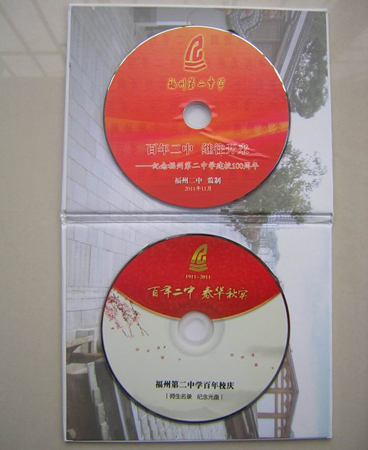 福州第二中学
百年二中 继往开来
——纪念福州第二中学建校100周年
福州二中 监制
2011年11月
1911-2011
百年二中 春华秋实
福州第二中学百年校庆
｜师生名录 纪念光盘｜